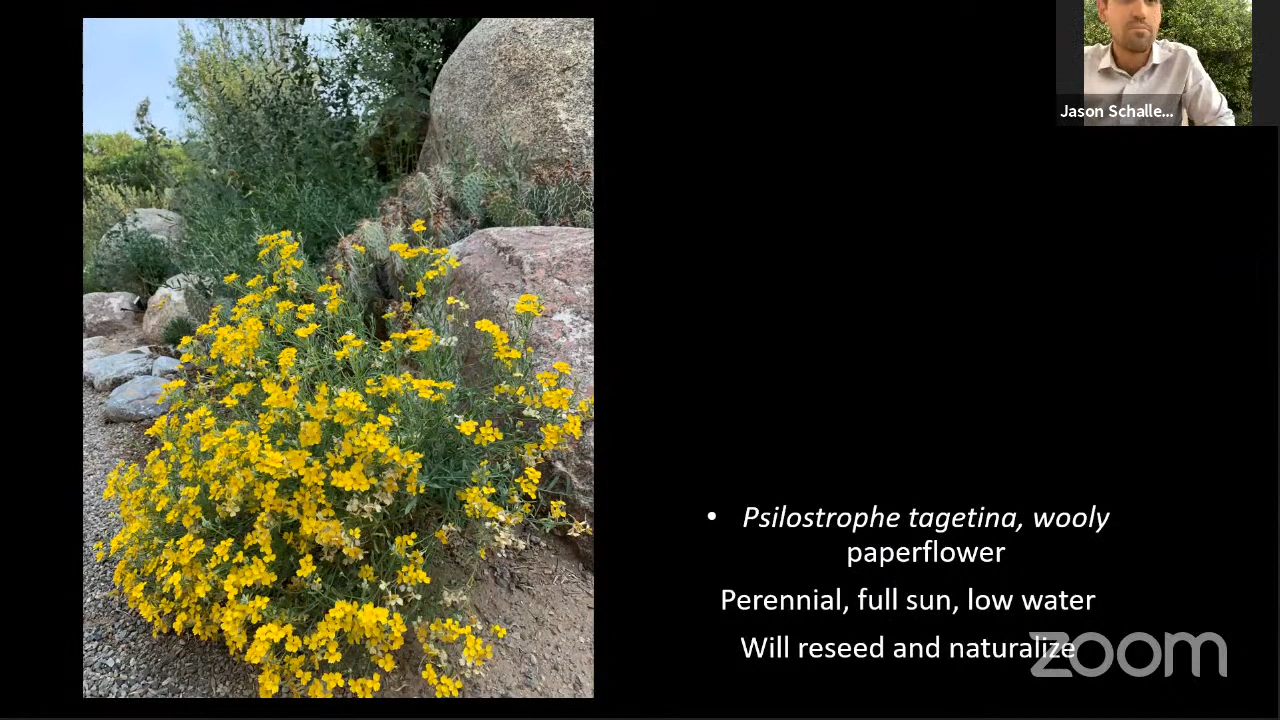 Jason Schalle...
• Psilostrophe tagetina, wooly
paperflower
Perennial, full sun, low water
Will reseed and naturalize
zoom